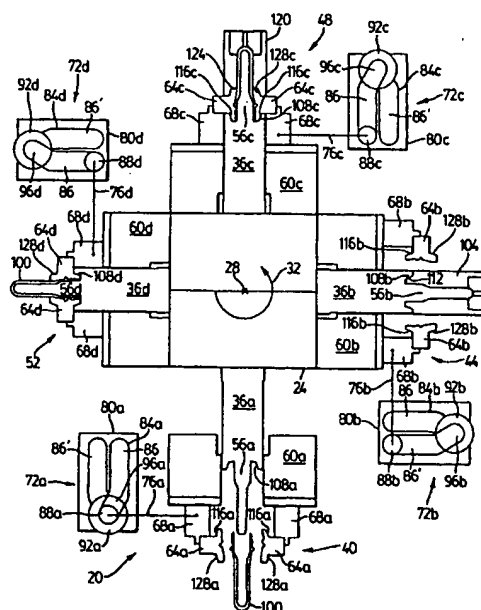 120
48
92c
124
128c
72d
116c
116c
96c
84c
92d
84d
86'
64c
64c
72c
68c
108c
68c
86
86'
80d
56c
80c
88d
36c
76c
88c
96d
86
76d
60c
68d
68b
64b
128b
64d
60d
60b
116b
104
128d
108d
28
32
108b
112
100
56d
36d
36b
56b
64d
116b
128b
52
68d
64b
44
24
68b
76b
36a
86
84b
80a
92b
84a
80b
86'
86
56a
60a
96a
108a
86'
88b
96b
72a
76a
72b
88a
68a
68a
116a
116a
92a
64a
64a
40
20
128a
128a
100